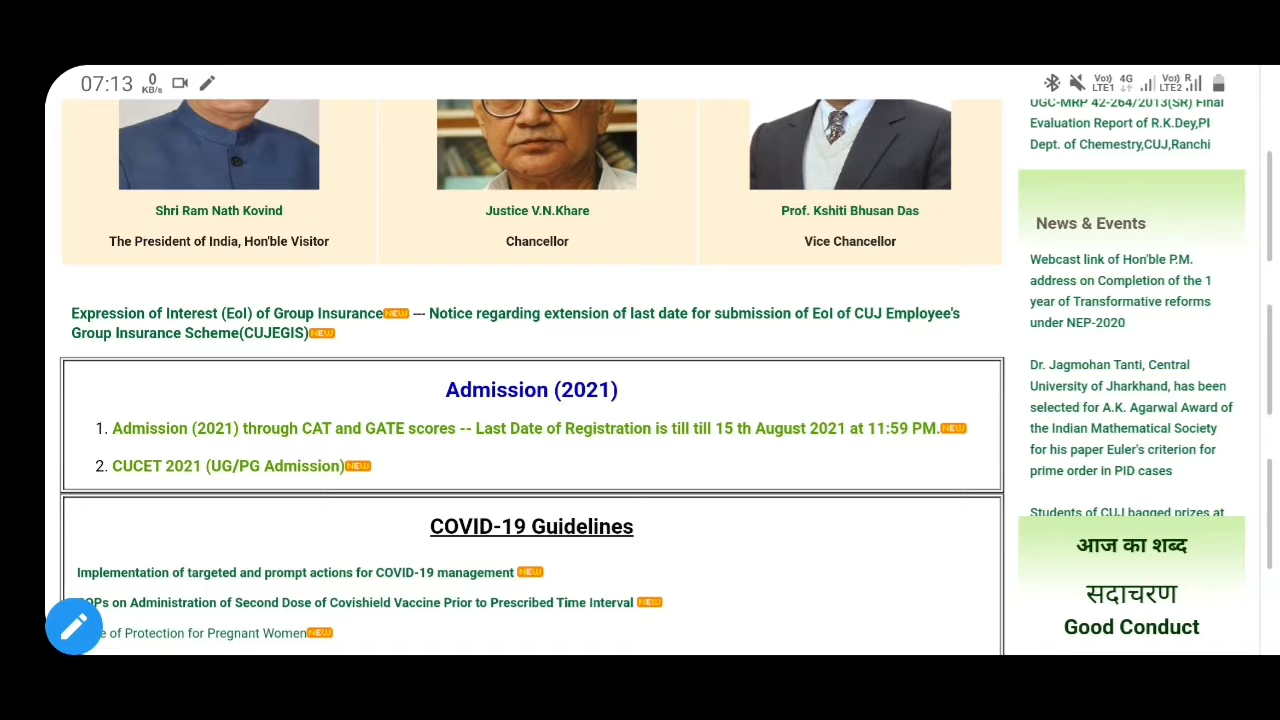 07:13 0 KB/s Vo) LTE1 4G Vo) R LTE2
Shri Ram Nath Kovind
The President of India, Hon'ble Visitor
Justice V.N.Khare
Chancellor
Prof. Kshiti Bhusan Das
Vice Chancellor
Expression of Interest (EoI) of Group Insurance NEW --- Notice regarding extension of last date for submission of EoI of CUJ Employee's
Group Insurance Scheme(CUJEGIS) NEW
Admission (2021)
1. Admission (2021) through CAT and GATE scores -- Last Date of Registration is till till 15 th August 2021 at 11:59 PM. NEW
2. CUCET 2021 (UG/PG Admission) NEW
COVID-19 Guidelines
Implementation of targeted and prompt actions for COVID-19 management NEW
OPs on Administration of Second Dose of Covishield Vaccine Prior to Prescribed Time Interval NEW
e of Protection for Pregnant Women NEW
UGC-MRP 42-264/2013(SR) Final
Evaluation Report of R.K.Dey,PI
Dept. of Chemestry,CUJ,Ranchi
News & Events
Webcast link of Hon'ble P.M.
address on Completion of the 1
year of Transformative reforms
under NEP-2020
Dr. Jagmohan Tanti, Central
University of Jharkhand, has been
selected for A.K. Agarwal Award of
the Indian Mathematical Society
for his paper Euler's criterion for
prime order in PID cases
Students of CUJ bagged prizes at
आज का शब्द
सदाचरण
Good Conduct